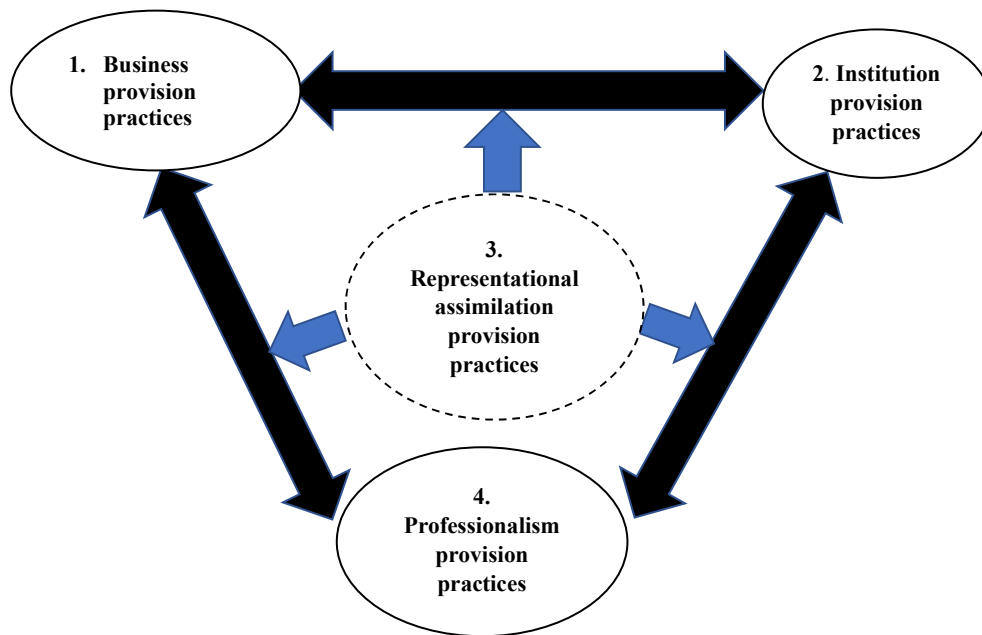 1. Business
provision
practices
2. Institution
provision
practices
3.
Representational
assimilation
provision
practices
4.
Professionalism
provision
practices